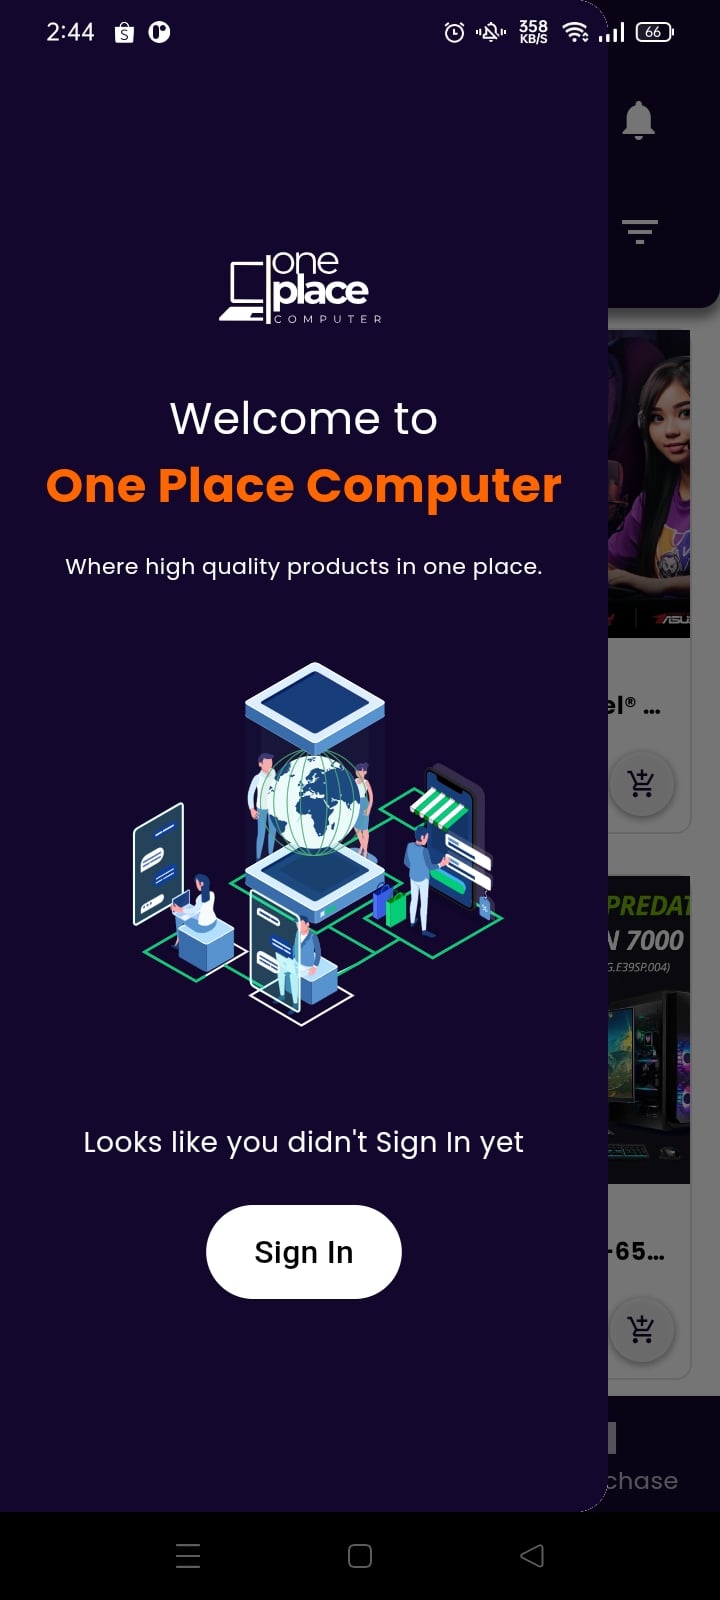 2:44
358
KB/S
66
one
place
COMPUTER
Welcome to
One Place Computer
Where high quality products in one place.
el® ...
PREDAT
N 7000
G.E39SP.004)
Looks like you didn't Sign In yet
Sign In
-65...
chase